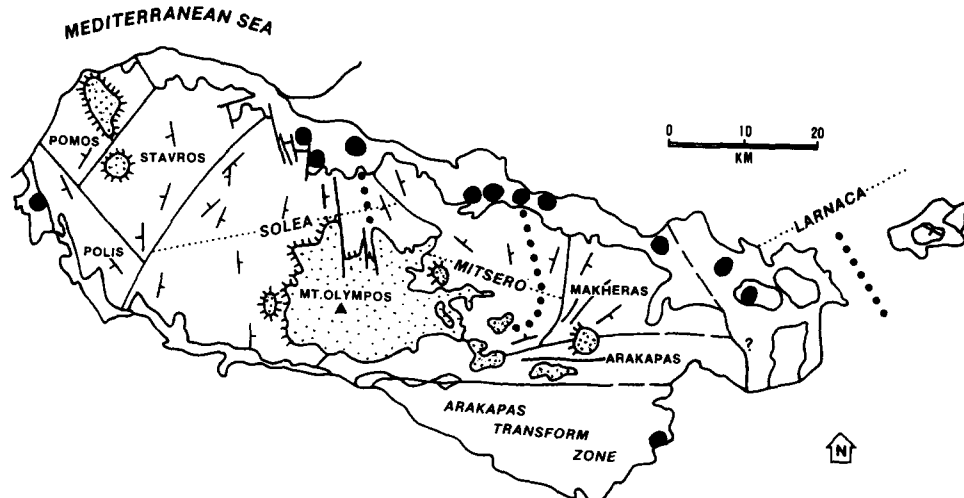 MEDITERRANEAN SEA
POMOS
STAVROS
0 10 20
KM
LARNACA
SOLEA
POLIS
MITSERO
MAKHERAS
MT. OLYMPOS
?
ARAKAPAS
ARAKAPAS
TRANSFORM
ZONE
N